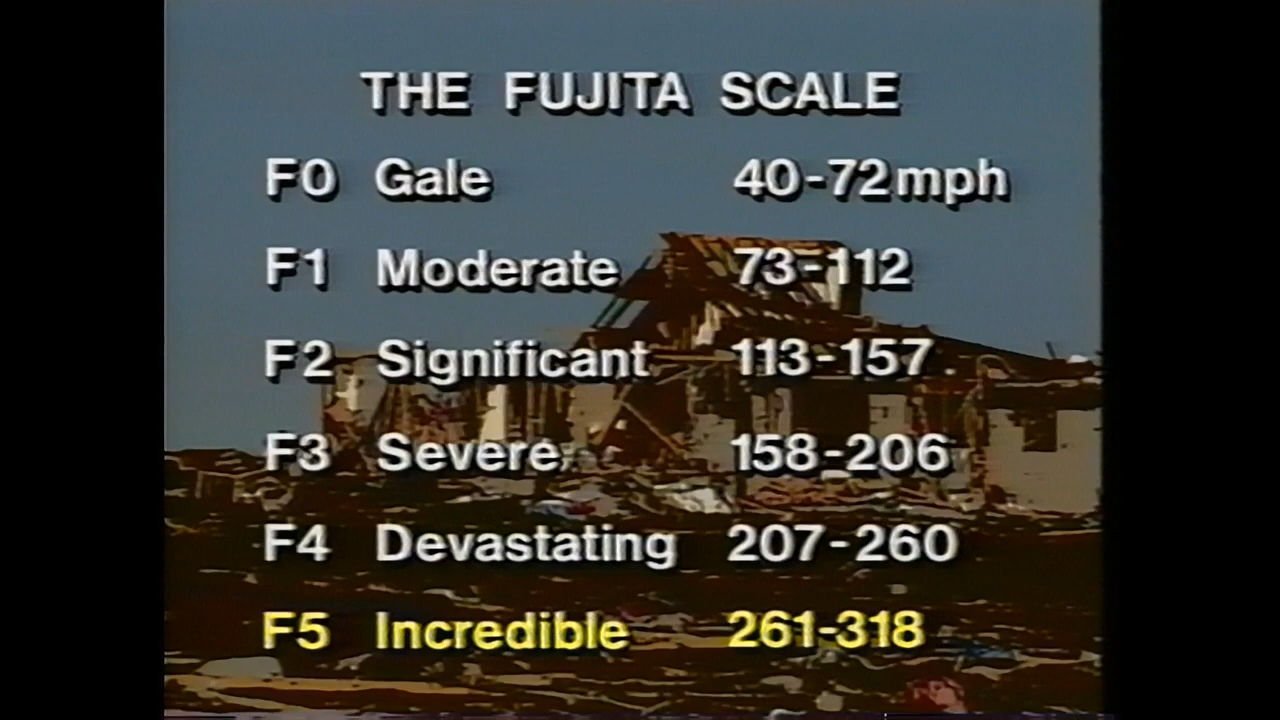 THE FUJITA SCALE
F0 Gale 40-72mph
F1 Moderate 73-112
F2 Significant 113-157
F3 Severe 158-206
F4 Devastating 207-260
F5 Incredible 261-318